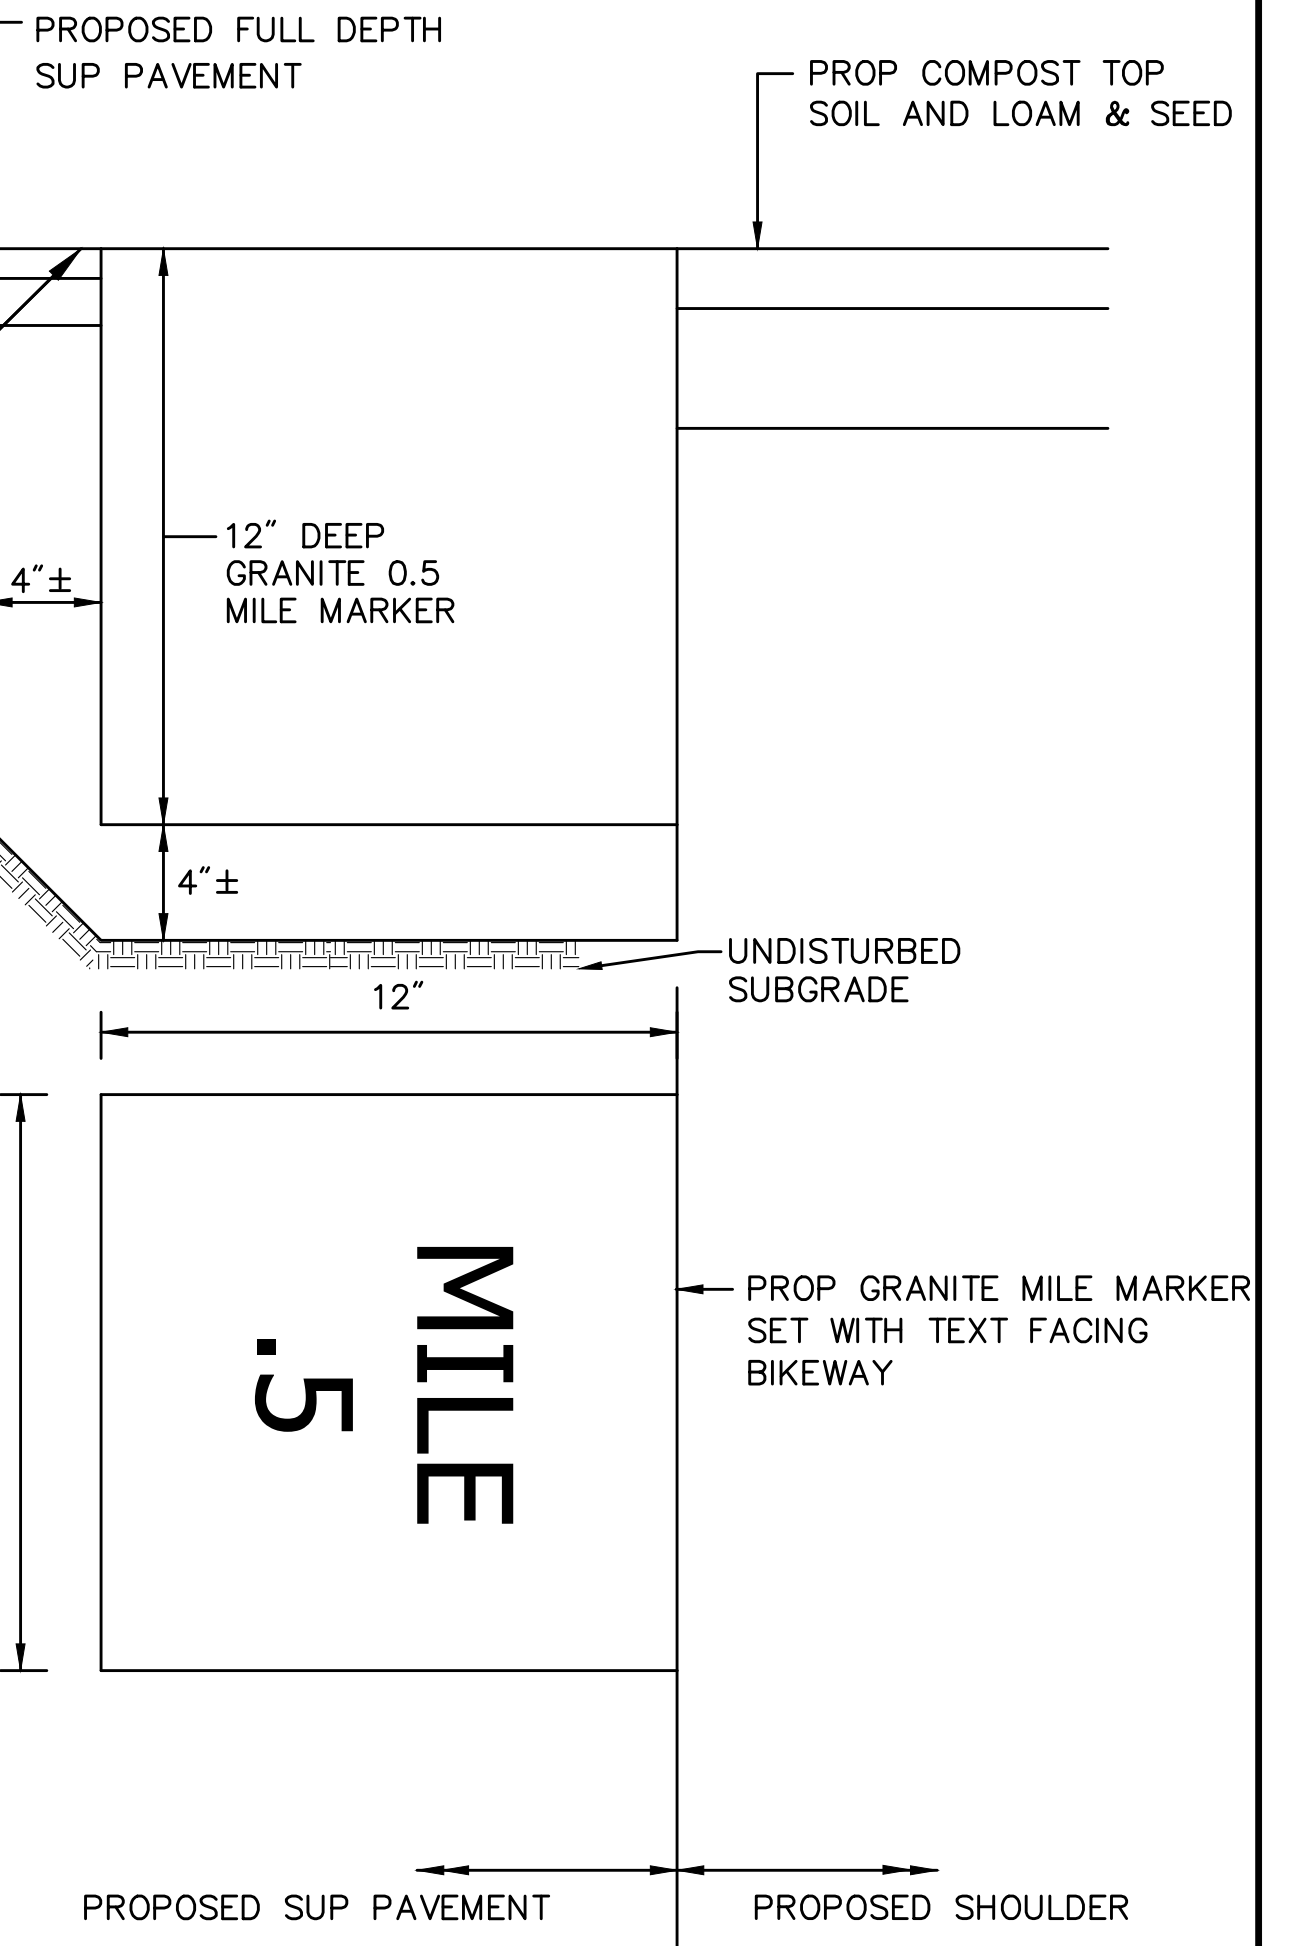 PROPOSED FULL DEPTH
SUP PAVEMENT
PROP COMPOST TOP
SOIL AND LOAM & SEED
12" DEEP
GRANITE 0.5
MILE MARKER
4"±
4"±
UNDISTURBED
SUBGRADE
12"
MILE
.5
PROP GRANITE MILE MARKER
SET WITH TEXT FACING
BIKEWAY
PROPOSED SUP PAVEMENT
PROPOSED SHOULDER